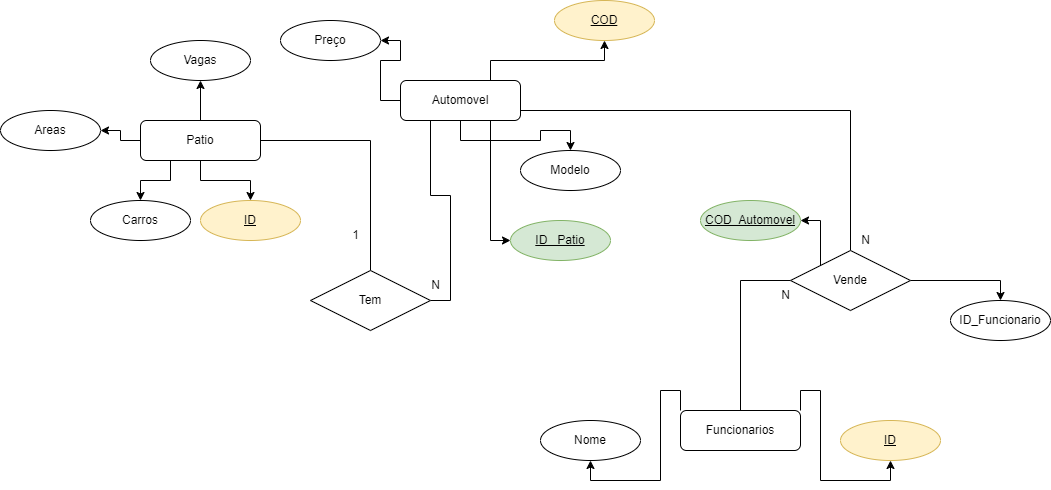 COD
Preço
Vagas
Automovel
Areas
Patio
Modelo
Carros
ID
COD_Automovel
1
ID_Patio
N
Vende
N
N
Tem
ID_Funcionario
Funcionarios
Nome
ID